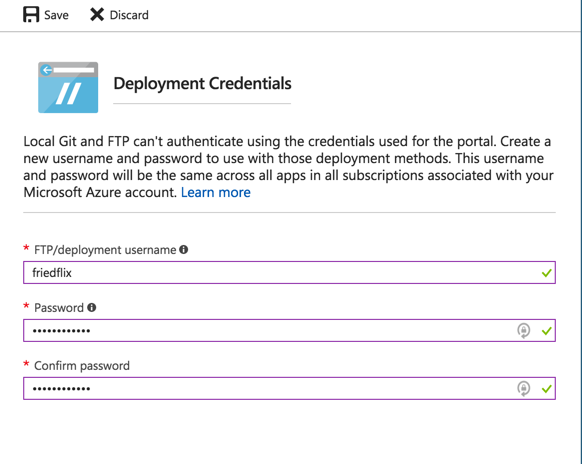 Save Discard
Deployment Credentials
Local Git and FTP can't authenticate using the credentials used for the portal. Create a
new username and password to use with those deployment methods. This username
and password will be the same across all apps in all subscriptions associated with your
Microsoft Azure account. Learn more
* FTP/deployment username
friedflix
* Password
••••••••••••
* Confirm password
••••••••••••